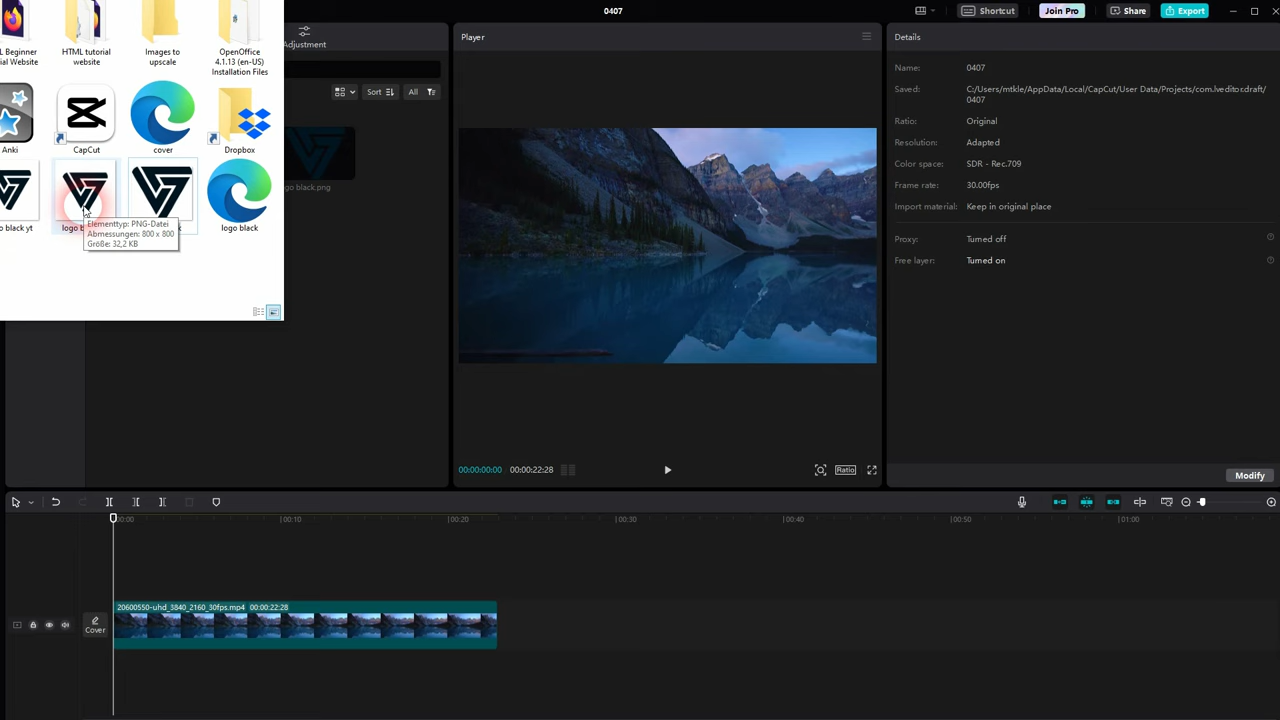 L Beginner
ial Website
HTML tutorial
website
Images to
upscale
OpenOffice
4.1.13 (en-US)
Installation Files
Anki
CapCut
cover
Dropbox
o black yt
logo b
k
logo black
Elementtyp: PNG-Datei
Abmessungen: 800 x 800
Größe: 32,2 KB
Adjustment
Sort
All
ogo black.png
0407
Shortcut
Join Pro
Share
Export
Player
00:00:00:00
00:00:22:28
Ratio
Details
Name:
0407
Saved:
C:/Users/mtkle/AppData/Local/CapCut/User Data/Projects/com.lveditor.draft/
0407
Ratio:
Original
Resolution:
Adapted
Color space:
SDR - Rec.709
Frame rate:
30.00fps
Import material:
Keep in original place
Proxy:
Turned off
Free layer:
Turned on
Modify
00:00
00:10
00:20
00:30
00:40
00:50
01:00
Cover
20600550-uhd_3840_2160_30fps.mp4 00:00:22:28